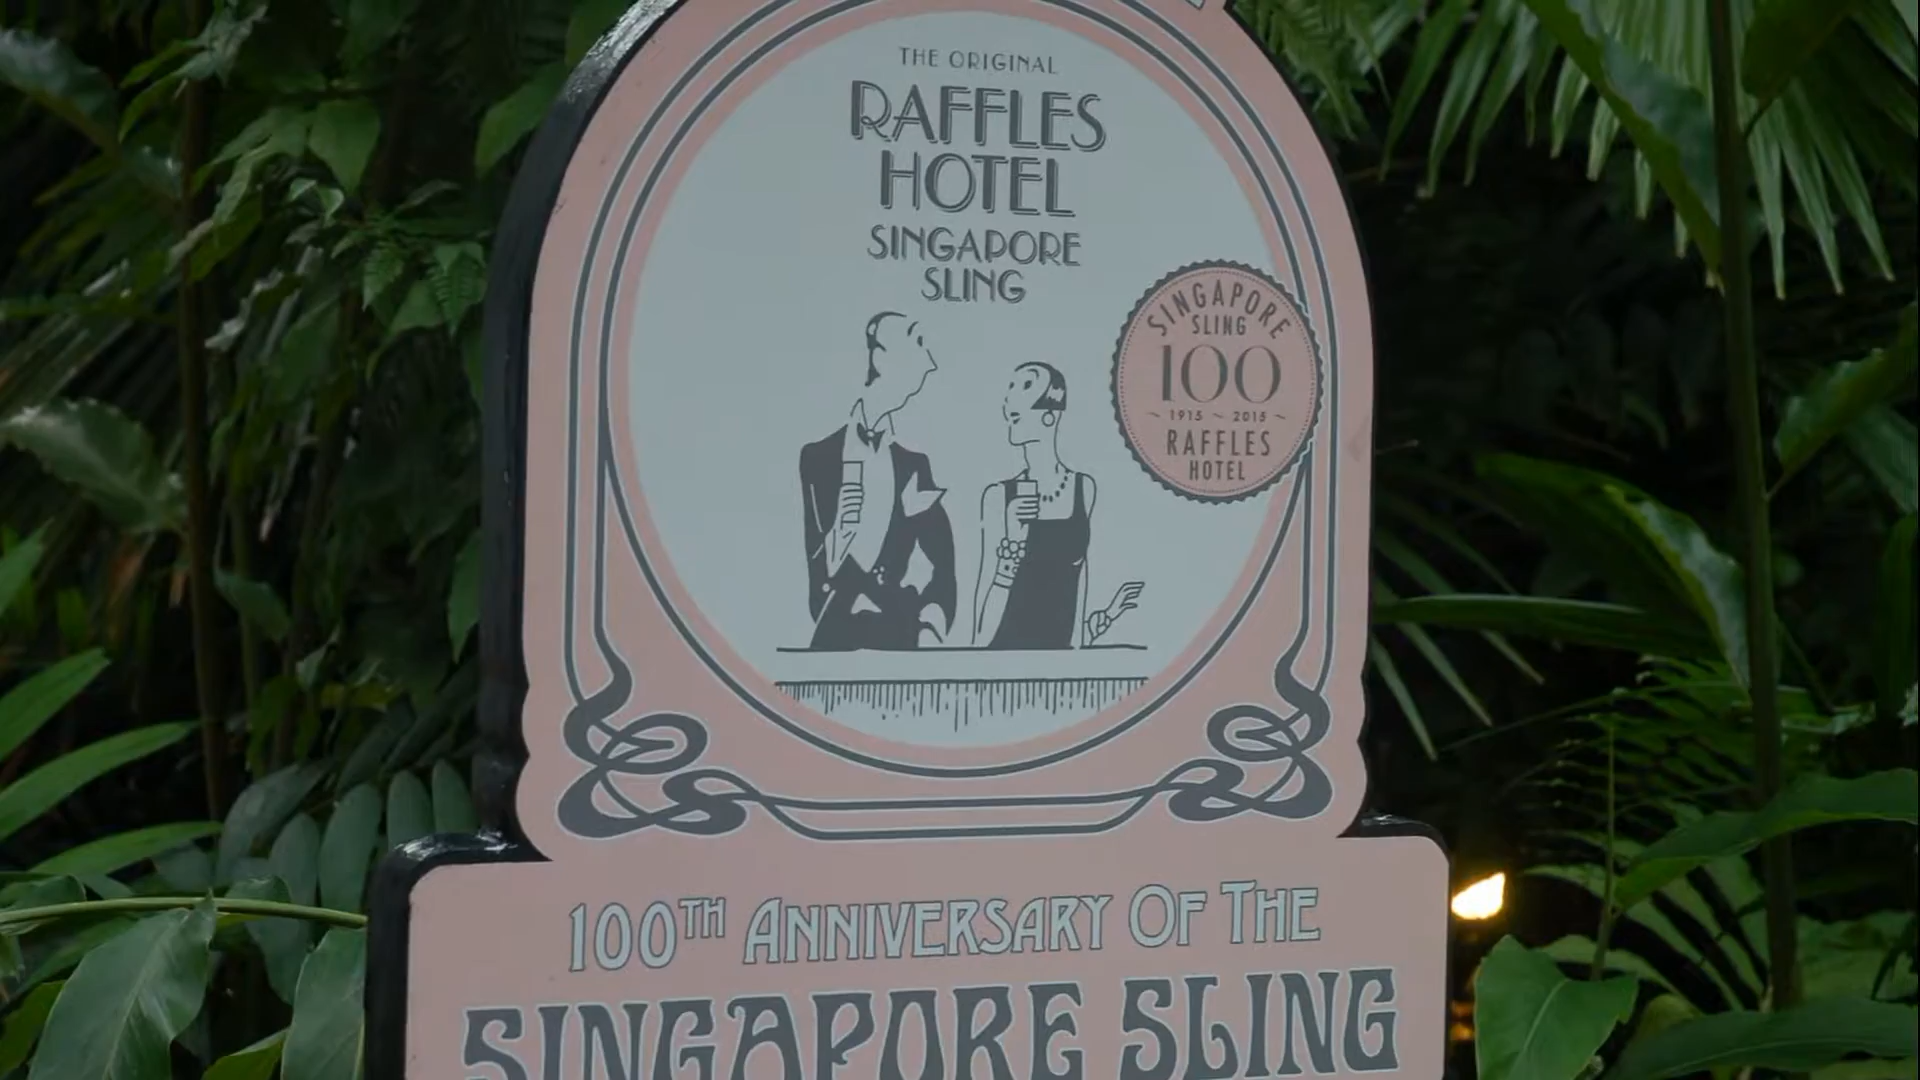 THE ORIGINAL
RAFFLES
HOTEL
SINGAPORE
SLING
SINGAPORE
SLING
100
~ 1915 ~ 2015 ~
RAFFLES
HOTEL
100TH ANNIVERSARY OF THE
SINGAPORE SLING